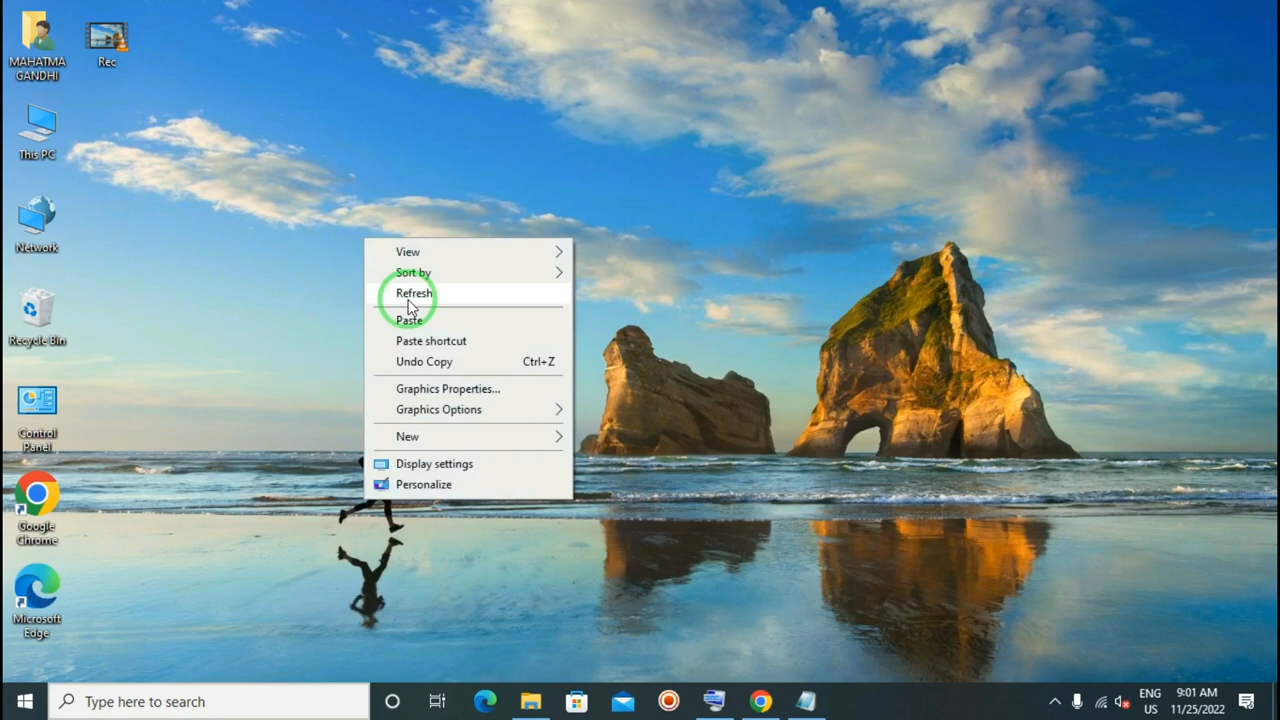 MAHATMA
GANDHI
Rec
This PC
Network
Recycle Bin
Control
Panel
Google
Chrome
Microsoft
Edge
View
Sort by
Refresh
Paste
Paste shortcut
Undo Copy Ctrl+Z
Graphics Properties...
Graphics Options
New
Display settings
Personalize
Type here to search
ENG
US
9:01 AM
11/25/2022